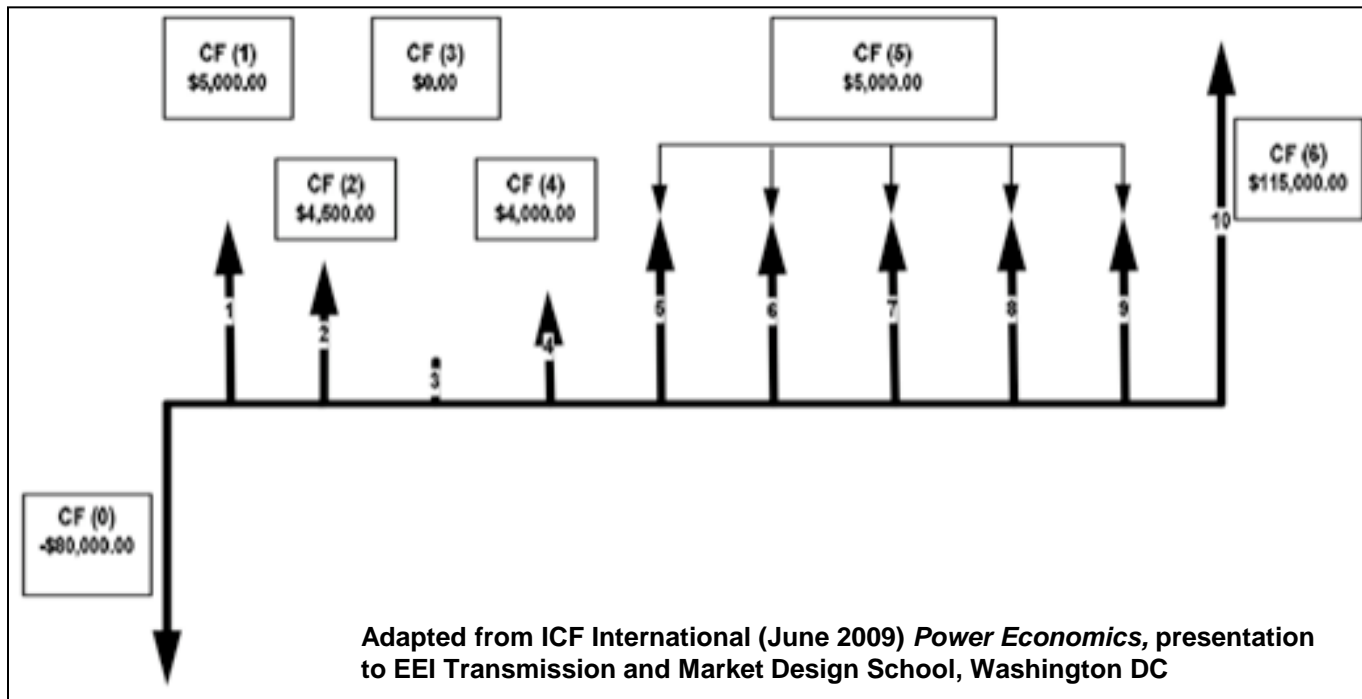 CF (1)
$5,000.00
CF (3)
$0.00
CF (5)
$5,000.00
CF (2)
$4,500.00
CF (4)
$4,000.00
CF (6)
$115,000.00
1
2
3
4
5
6
7
8
9
10
CF (0)
-$80,000.00
Adapted from ICF International (June 2009) Power Economics, presentation
to EEI Transmission and Market Design School, Washington DC